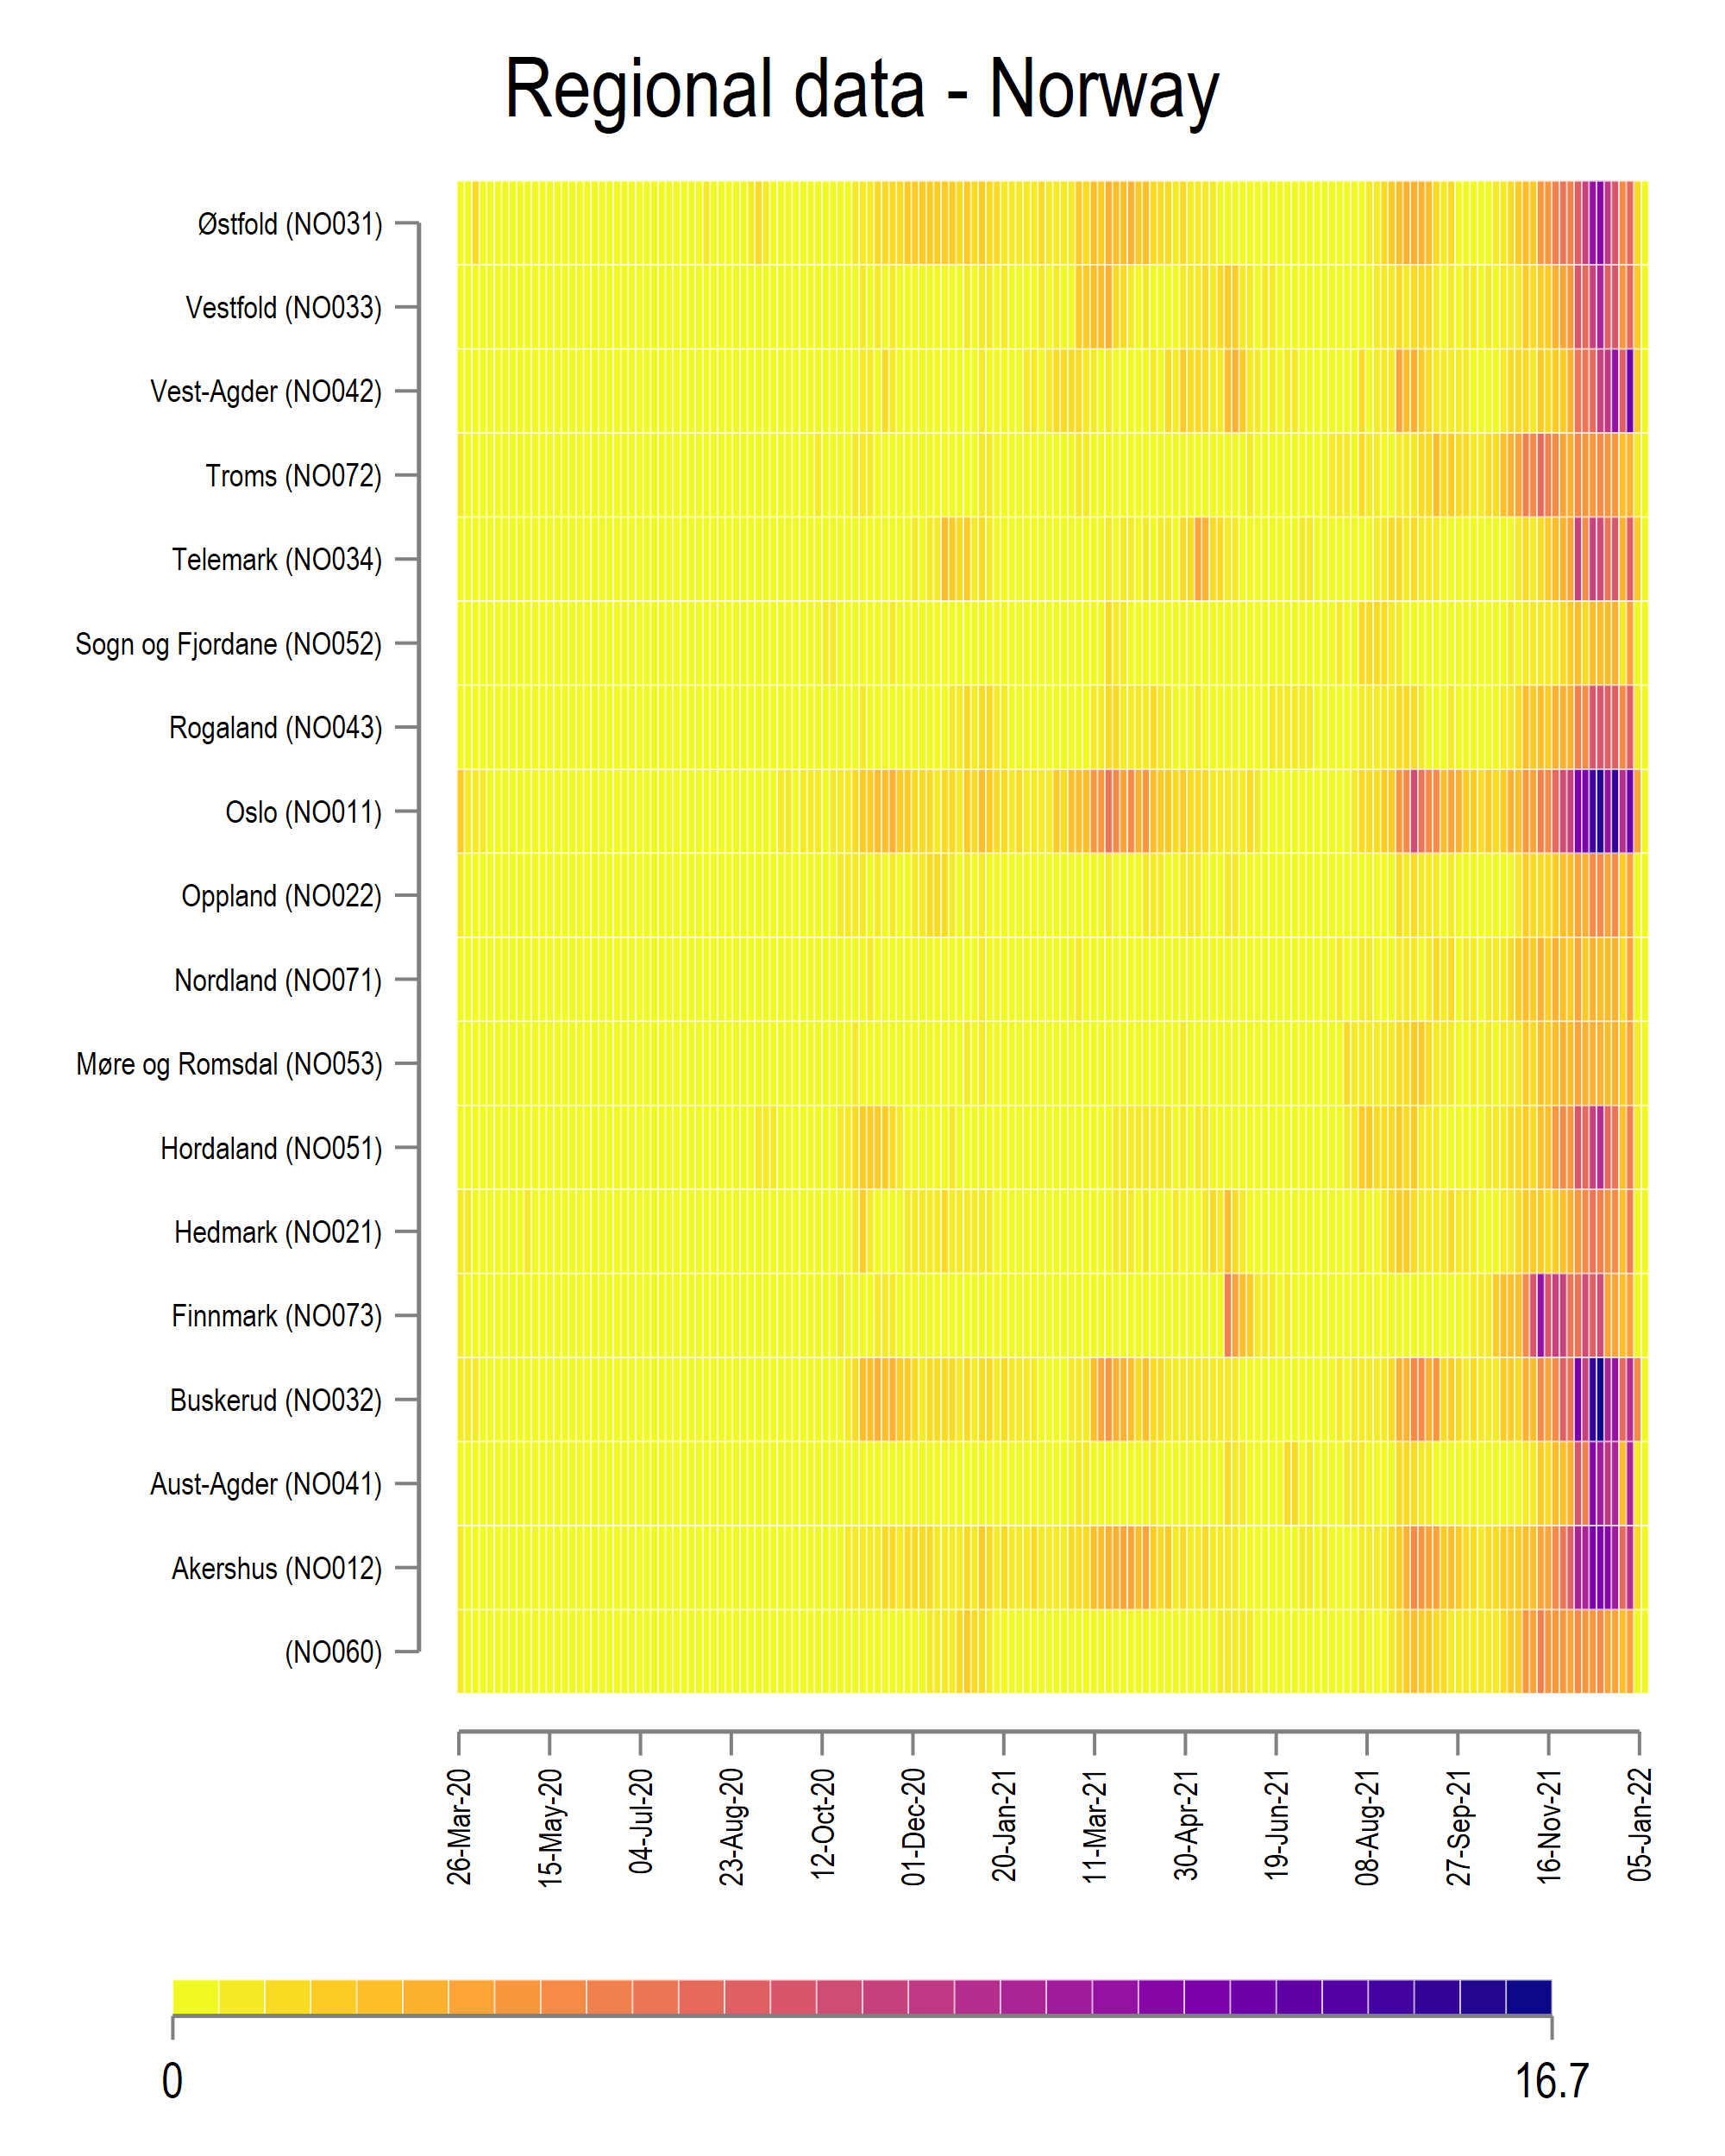 Regional data - Norway
Østfold (NO031)
Vestfold (NO033)
Vest-Agder (NO042)
Troms (NO072)
Telemark (NO034)
Sogn og Fjordane (NO052)
Rogaland (NO043)
Oslo (NO011)
Oppland (NO022)
Nordland (NO071)
Møre og Romsdal (NO053)
Hordaland (NO051)
Hedmark (NO021)
Finnmark (NO073)
Buskerud (NO032)
Aust-Agder (NO041)
Akershus (NO012)
(NO060)
26-Mar-20
15-May-20
04-Jul-20
23-Aug-20
12-Oct-20
01-Dec-20
20-Jan-21
11-Mar-21
30-Apr-21
19-Jun-21
08-Aug-21
27-Sep-21
16-Nov-21
05-Jan-22
0
16.7